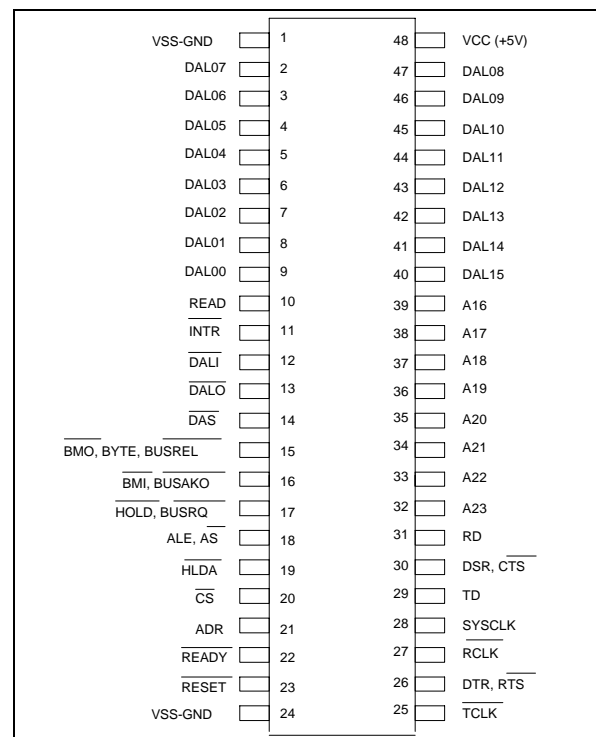 VSS-GND 1 48 VCC (+5V)
DAL07 2 47 DAL08
DAL06 3 46 DAL09
DAL05 4 45 DAL10
DAL04 5 44 DAL11
DAL03 6 43 DAL12
DAL02 7 42 DAL13
DAL01 8 41 DAL14
DAL00 9 40 DAL15
READ 10 39 A16
INTR 11 38 A17
DALI 12 37 A18
DALO 13 36 A19
DAS 14 35 A20
BMO, BYTE, BUSREL 15 34 A21
BMI, BUSAKO 16 33 A22
HOLD, BUSRQ 17 32 A23
ALE, AS 18 31 RD
HLDA 19 30 DSR, CTS
CS 20 29 TD
ADR 21 28 SYSCLK
READY 22 27 RCLK
RESET 23 26 DTR, RTS
VSS-GND 24 25 TCLK